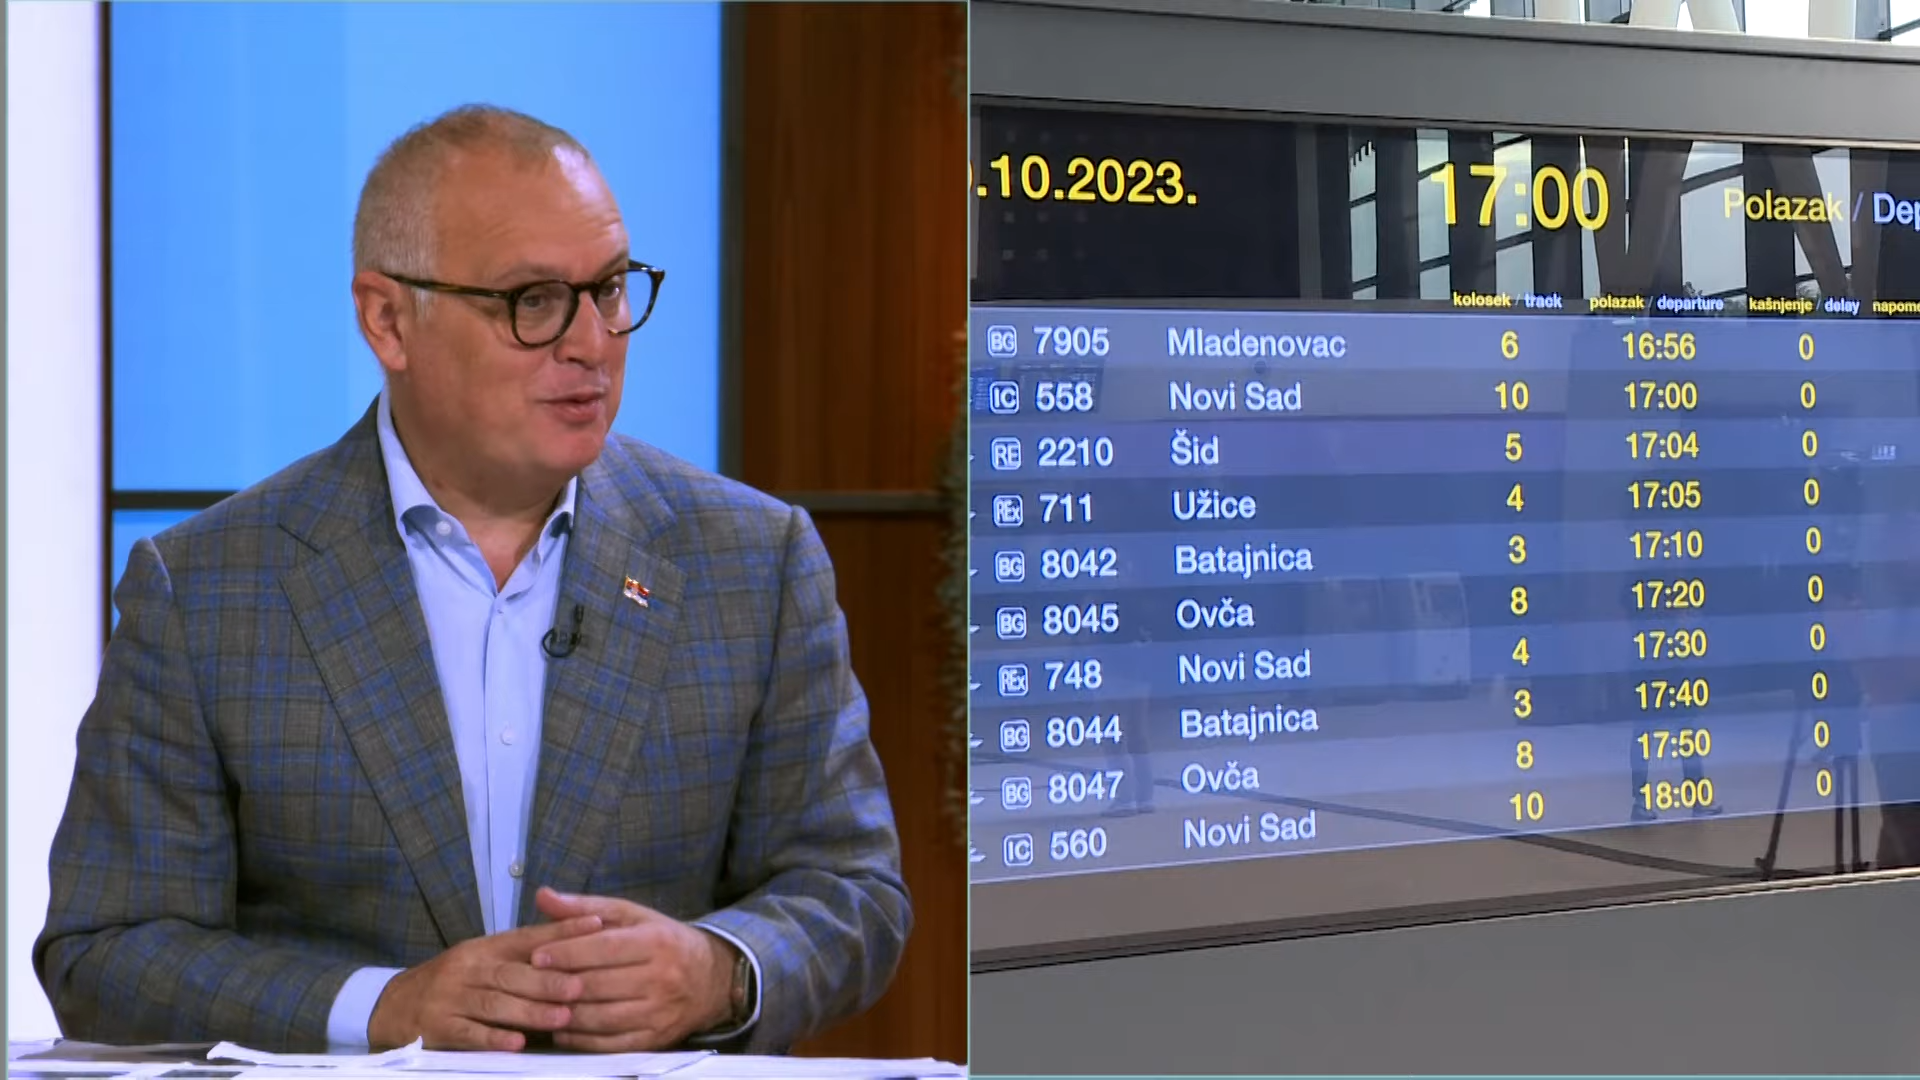 .10.2023. 17:00 Polazak / Dep
kolosek / track polazak / departure kašnjenje / delay napome
BG 7905 Mladenovac 6 16:56 0
IC 558 Novi Sad 10 17:00 0
RE 2210 Šid 5 17:04 0
REx 711 Užice 4 17:05 0
BG 8042 Batajnica 3 17:10 0
BG 8045 Ovča 8 17:20 0
REx 748 Novi Sad 4 17:30 0
BG 8044 Batajnica 3 17:40 0
BG 8047 Ovča 8 17:50 0
IC 560 Novi Sad 10 18:00 0